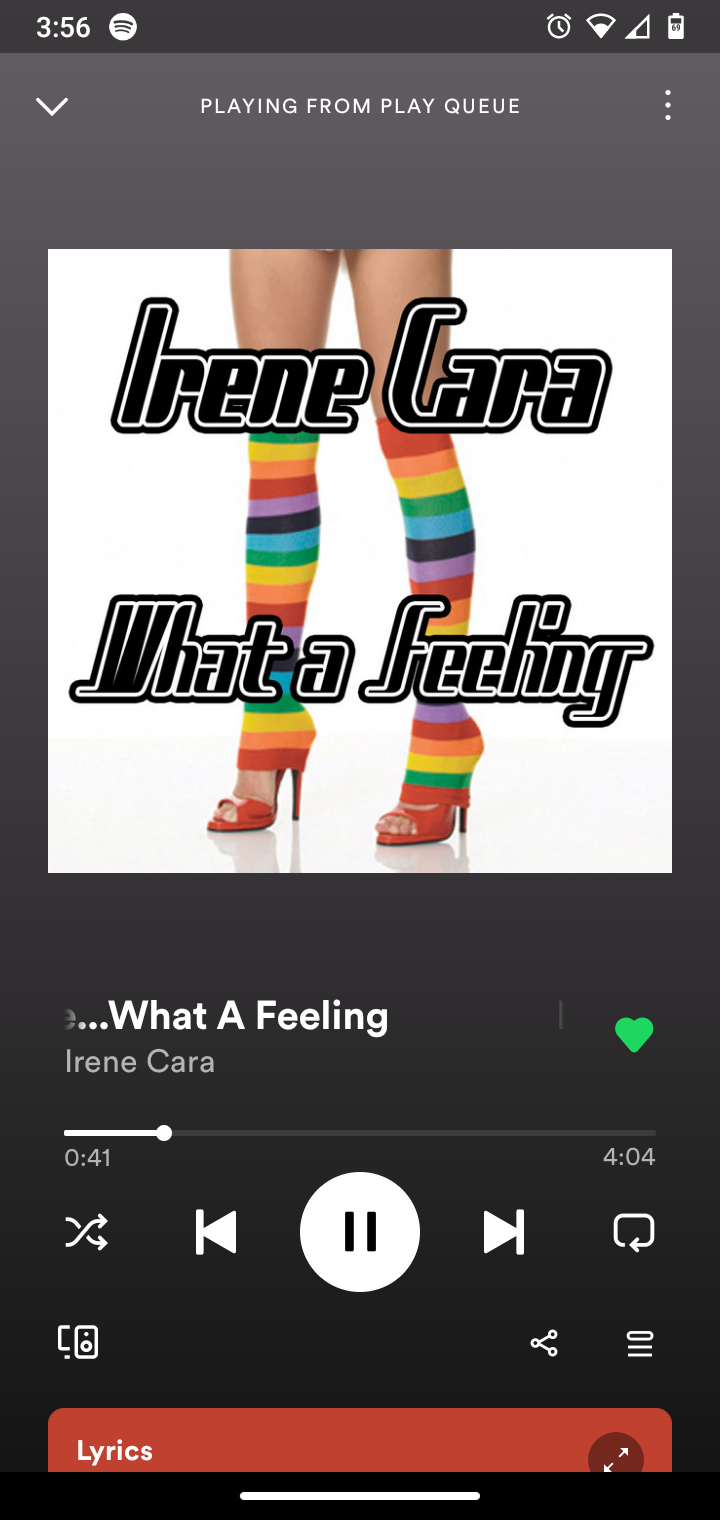 3:56
69
PLAYING FROM PLAY QUEUE
Irene Cara
What a Feeling
e...What A Feeling
Irene Cara
0:41
4:04
Lyrics